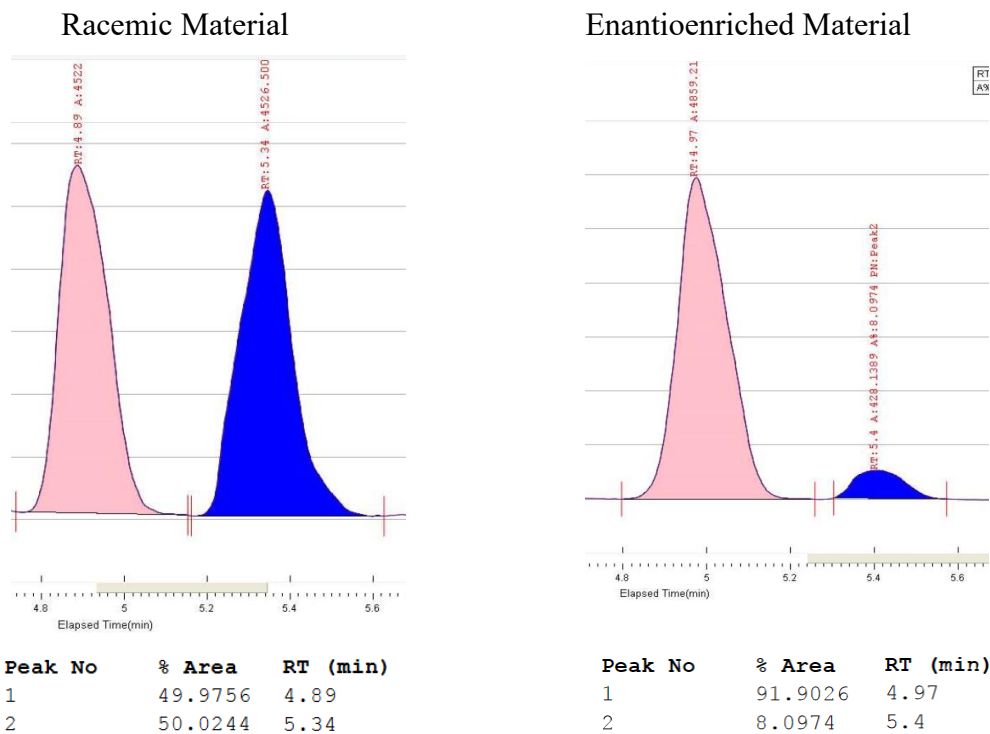 Racemic Material
RT:4.89 A:4522
RT:5.34 A:4526.500
4.8 5 5.2 5.4 5.6
Elapsed Time(min)
Peak No % Area RT (min)
1 49.9756 4.89
2 50.0244 5.34
Enantioenriched Material
RT:4.97 A:4859.21
RT:5.4 A:428.1389 A%:8.0974 PN:Peak2
RT
A%
4.8 5 5.2 5.4 5.6
Elapsed Time(min)
Peak No % Area RT (min)
1 91.9026 4.97
2 8.0974 5.4